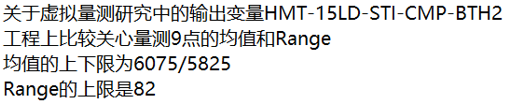 关于虚拟量测研究中的输出变量HMT-15LD-STI-CMP-BTH2
工程上比较关心量测9点的均值和Range
均值的上下限为6075/5825
Range的上限是82